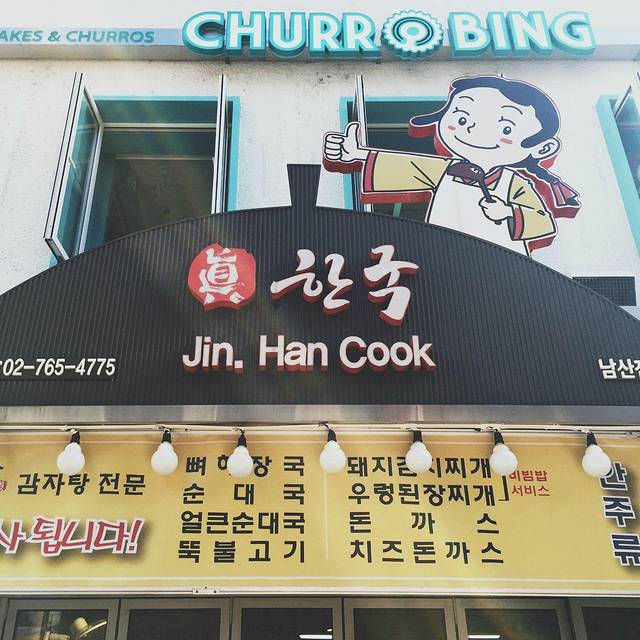 AKES & CHURROS
CHURROBING
眞 한국
Jin. Han Cook
02-765-4775
남산
감자탕 전문
사 됩니다!
뼈해장국
순대국
얼큰순대국
뚝불고기
돼지김치찌개
우렁된장찌개
돈까스
치즈돈까스
비빔밥
서비스
안주류